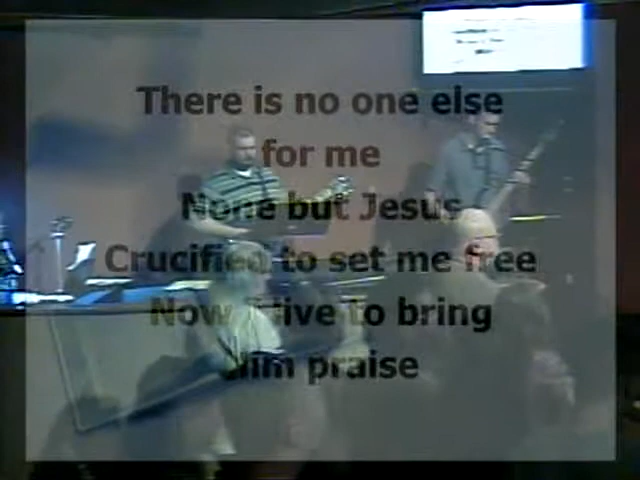 There is no one else
for me
None but Jesus
Crucified to set me free
Now I live to bring
Him praise